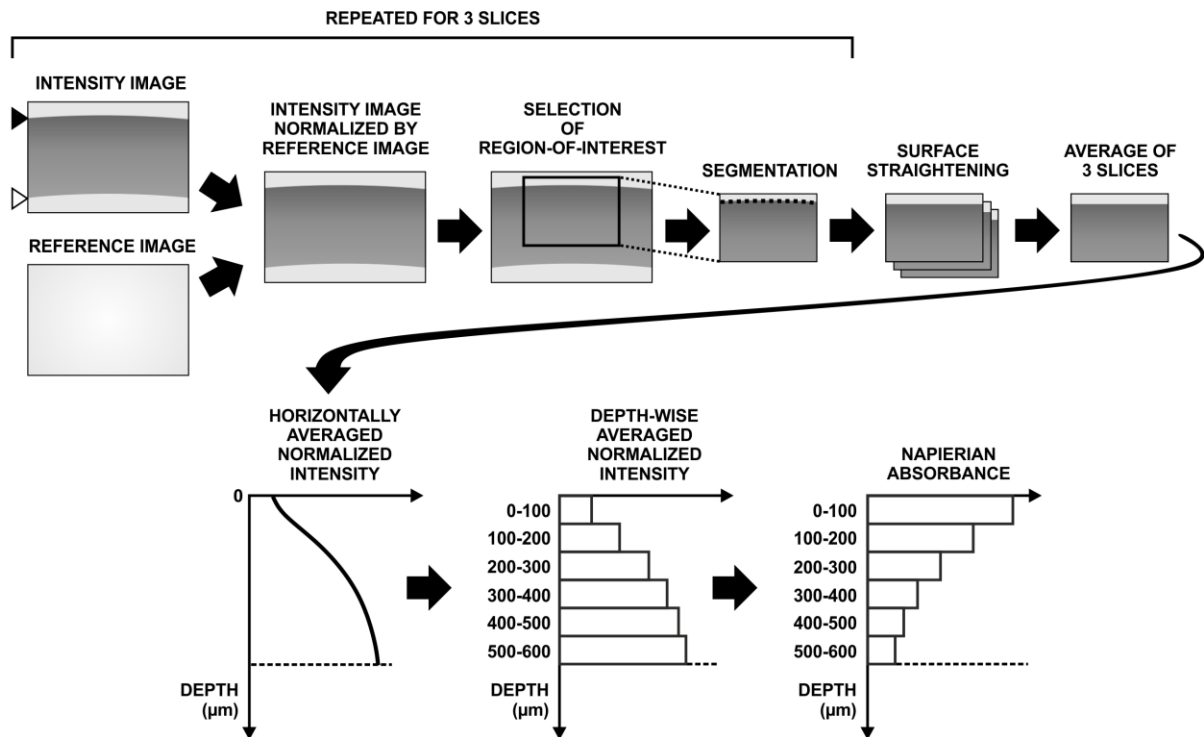 REPEATED FOR 3 SLICES
INTENSITY IMAGE
REFERENCE IMAGE
INTENSITY IMAGE
NORMALIZED BY
REFERENCE IMAGE
SELECTION
OF
REGION-OF-INTEREST
SEGMENTATION
SURFACE
STRAIGHTENING
AVERAGE OF
3 SLICES
HORIZONTALLY
AVERAGED
NORMALIZED
INTENSITY
0
DEPTH
(µm)
DEPTH-WISE
AVERAGED
NORMALIZED
INTENSITY
0-100
100-200
200-300
300-400
400-500
500-600
DEPTH
(µm)
NAPIERIAN
ABSORBANCE
0-100
100-200
200-300
300-400
400-500
500-600
DEPTH
(µm)